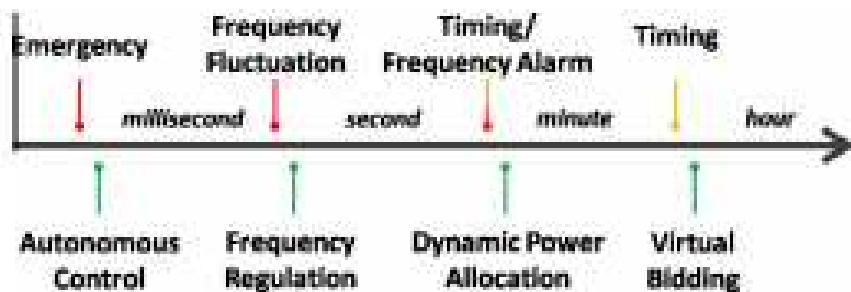 Emergency
Frequency
Fluctuation
Timing/
Frequency Alarm
Timing
millisecond
second
minute
hour
Autonomous
Control
Frequency
Regulation
Dynamic Power
Allocation
Virtual
Bidding